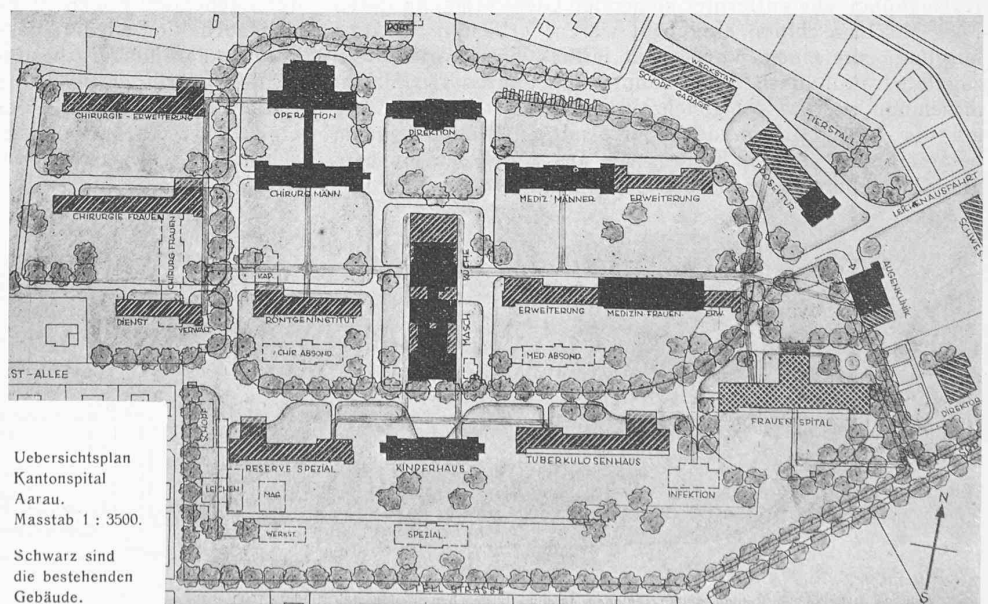 PORT.
WERKSTATT
SCHOPF GARAGE
CHIRURGIE - ERWEITERUNG
OPERATION
DIREKTION
TIERSTALL
PROSEKTUR
LEICHENAUSFAHRT
CHIRURG MÄNN.
MEDIZ. MÄNNER
ERWEITERUNG
CHIRURGIE FRAUEN
CHIRURG FRAUEN
SCHWES
KÜCHE
KAP.
AUGENKLINIK
DIENST
VERWALT
RÖNTGENINSTITUT
MASCH
ERWEITERUNG
MEDIZIN-FRAUEN
ERW.
CHIR ABSOND.
MED ABSOND.
ST-ALLEE
DIREKTOR
SCHOPF
FRAUENSPITAL
RESERVE SPEZIAL
KINDERHAUS
TUBERKULOSENHAUS
LEICHEN
MAG
INFEKTION
WERKST.
SPEZIAL.
N
S
STRASSE
Uebersichtsplan
Kantonspital
Aarau.
Masstab 1 : 3500.
Schwarz sind
die bestehenden
Gebäude.